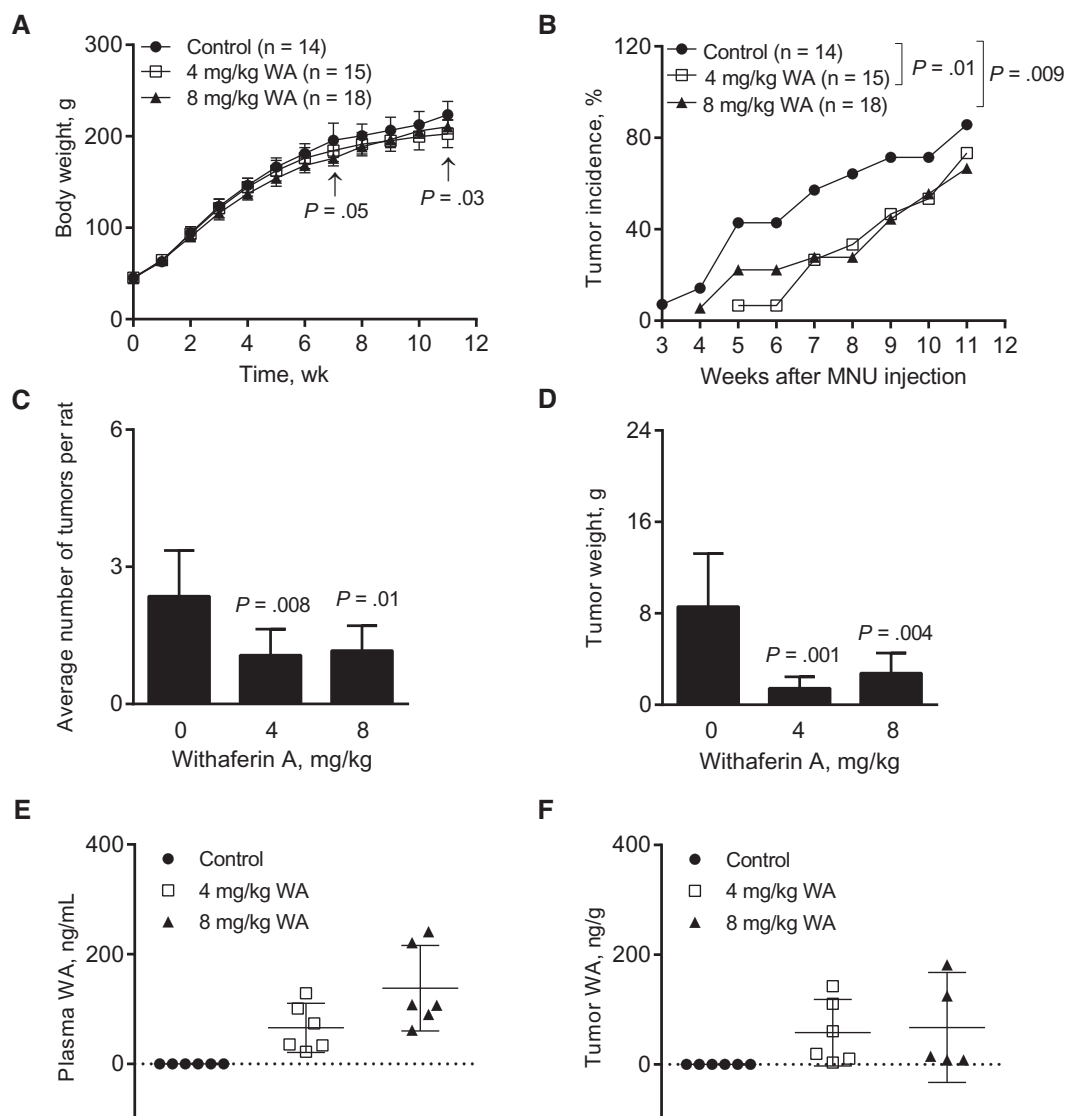 A
300
Control (n = 14)
4 mg/kg WA (n = 15)
8 mg/kg WA (n = 18)
200
100
0
Body weight, g
P = .05
P = .03
0 2 4 6 8 10 12
Time, wk
B
120
Control (n = 14)
4 mg/kg WA (n = 15)
8 mg/kg WA (n = 18)
P = .01
P = .009
80
40
0
Tumor incidence, %
3 4 5 6 7 8 9 10 11 12
Weeks after MNU injection
C
6
3
0
Average number of tumors per rat
P = .008
P = .01
0 4 8
Withaferin A, mg/kg
D
24
16
8
0
Tumor weight, g
P = .001
P = .004
0 4 8
Withaferin A, mg/kg
E
400
200
0
Plasma WA, ng/mL
Control
4 mg/kg WA
8 mg/kg WA
F
400
200
0
Tumor WA, ng/g
Control
4 mg/kg WA
8 mg/kg WA